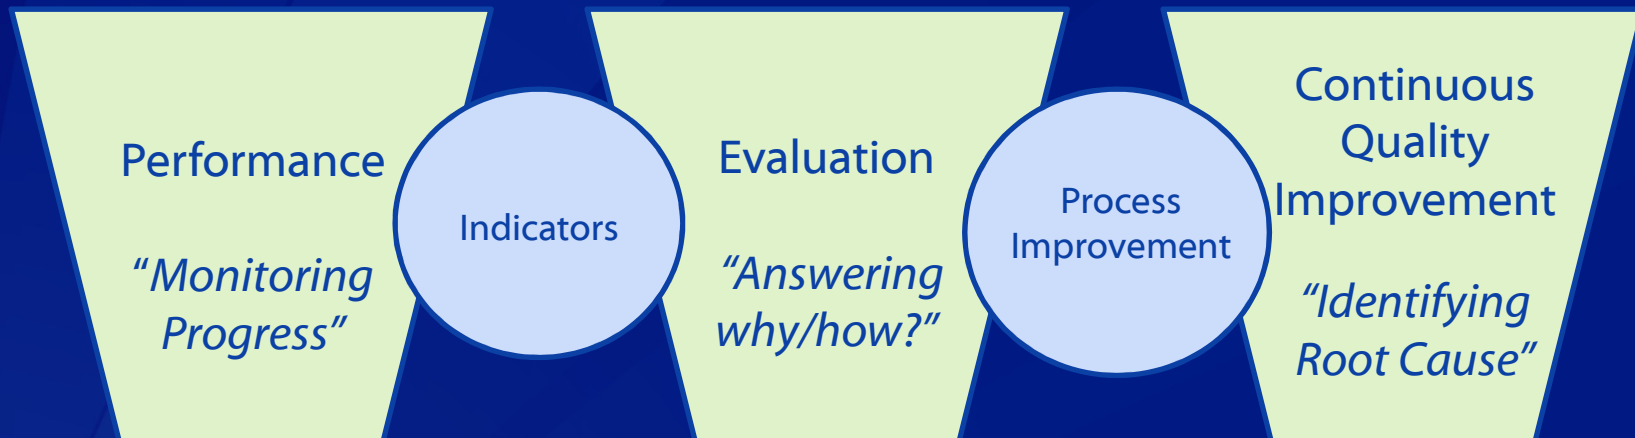 Performance
“Monitoring
Progress”
Indicators
Evaluation
“Answering
why/how?”
Process
Improvement
Continuous
Quality
Improvement
“Identifying
Root Cause”